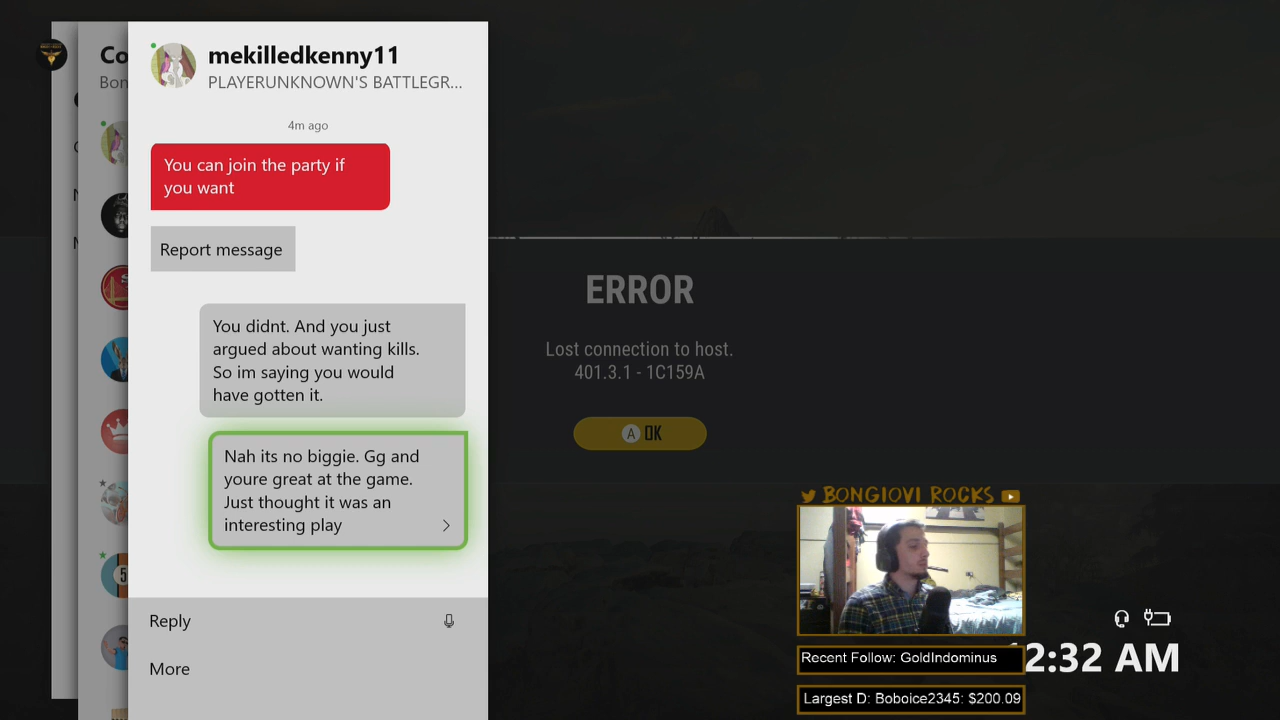 Co
Bon
mekilledkenny11
PLAYERUNKNOWN'S BATTLEGR...
4m ago
You can join the party if
you want
Report message
You didnt. And you just
argued about wanting kills.
So im saying you would
have gotten it.
Nah its no biggie. Gg and
youre great at the game.
Just thought it was an
interesting play
Reply
More
ERROR
Lost connection to host.
401.3.1 - 1C159A
A OK
BONGIOVI ROCKS
Recent Follow: GoldIndominus
2:32 AM
Largest D: Boboice2345: $200.09